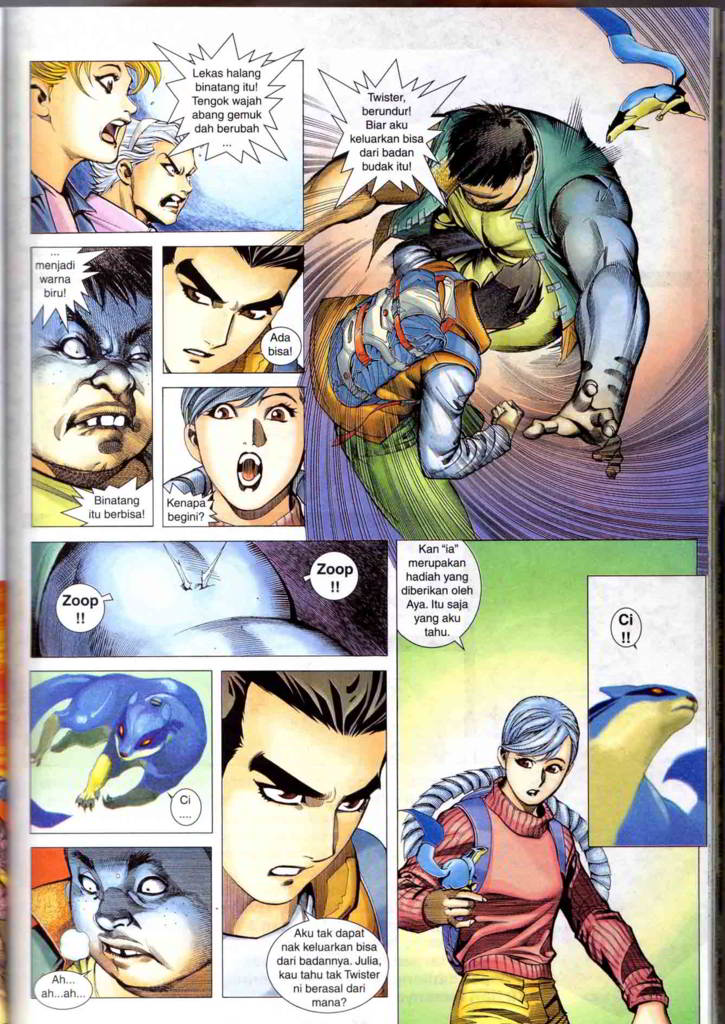 Lekas halang
binatang itu!
Tengok wajah
abang gemuk
dah berubah
...
Twister,
berundur!
Biar aku
keluarkan bisa
dari badan
budak itu!
...
menjadi
warna
biru!
Binatang
itu berbisa!
Ada
bisa!
Kenapa
begini?
Zoop
!!
Zoop
!!
Kan "ia"
merupakan
hadiah yang
diberikan oleh
Aya. Itu saja
yang aku
tahu.
Ci
!!
Ci
....
Ah...
ah...ah...
Aku tak dapat
nak keluarkan bisa
dari badannya. Julia,
kau tahu tak Twister
ni berasal dari
mana?